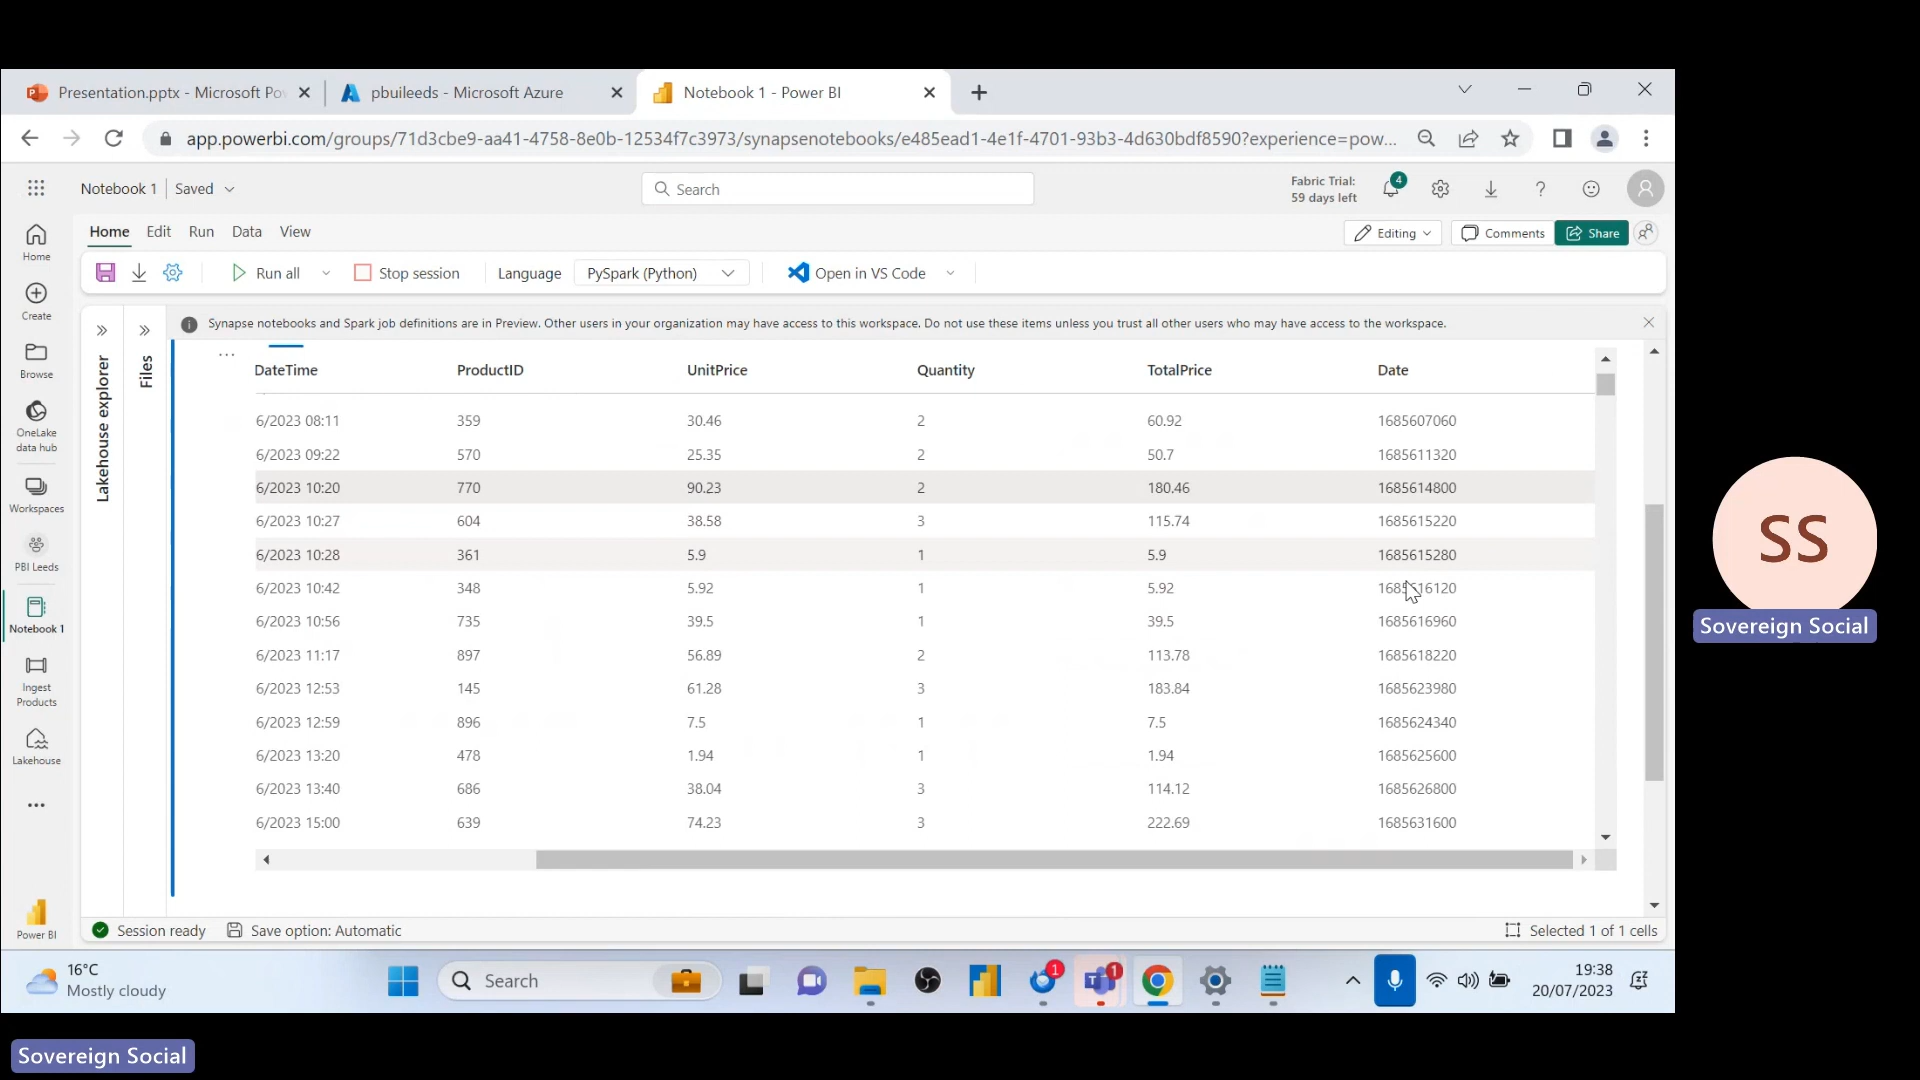 Presentation.pptx - Microsoft Po
pbuileeds - Microsoft Azure
Notebook 1 - Power BI
app.powerbi.com/groups/71d3cbe9-aa41-4758-8e0b-12534f7c3973/synapsenotebooks/e485ead1-4e1f-4701-93b3-4d630bdf8590?experience=pow...
Notebook 1 | Saved
Search
Fabric Trial:
59 days left
4
Home Edit Run Data View
Editing
Comments
Share
Run all
Stop session
Language
PySpark (Python)
Open in VS Code
Home
Create
Browse
OneLake
data hub
Workspaces
PBI Leeds
Notebook 1
Ingest
Products
Lakehouse
Power BI
Lakehouse explorer
Files
Synapse notebooks and Spark job definitions are in Preview. Other users in your organization may have access to this workspace. Do not use these items unless you trust all other users who may have access to the workspace.
DateTime ProductID UnitPrice Quantity TotalPrice Date
6/2023 08:11 359 30.46 2 60.92 1685607060
6/2023 09:22 570 25.35 2 50.7 1685611320
6/2023 10:20 770 90.23 2 180.46 1685614800
6/2023 10:27 604 38.58 3 115.74 1685615220
6/2023 10:28 361 5.9 1 5.9 1685615280
6/2023 10:42 348 5.92 1 5.92 1685616120
6/2023 10:56 735 39.5 1 39.5 1685616960
6/2023 11:17 897 56.89 2 113.78 1685618220
6/2023 12:53 145 61.28 3 183.84 1685623980
6/2023 12:59 896 7.5 1 7.5 1685624340
6/2023 13:20 478 1.94 1 1.94 1685625600
6/2023 13:40 686 38.04 3 114.12 1685626800
6/2023 15:00 639 74.23 3 222.69 1685631600
Session ready
Save option: Automatic
Selected 1 of 1 cells
16°C
Mostly cloudy
Search
1
1
19:38
20/07/2023
SS
Sovereign Social
Sovereign Social